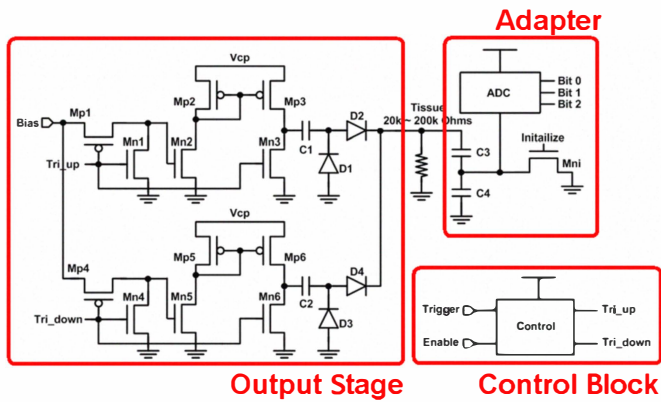 Adapter
Vcp
Bias
Mp1
Mp2
Mp3
ADC
Bit 0
Bit 1
Bit 2
Tissue
20k ~ 200k Ohms
D2
C1
Tri_up
Mn1
Mn2
Mn3
D1
C3
Initailize
Mni
C4
Vcp
Mp4
Mp5
Mp6
D4
C2
Tri_down
Mn4
Mn5
Mn6
D3
Trigger
Enable
Control
Tri_up
Tri_down
Output Stage
Control Block